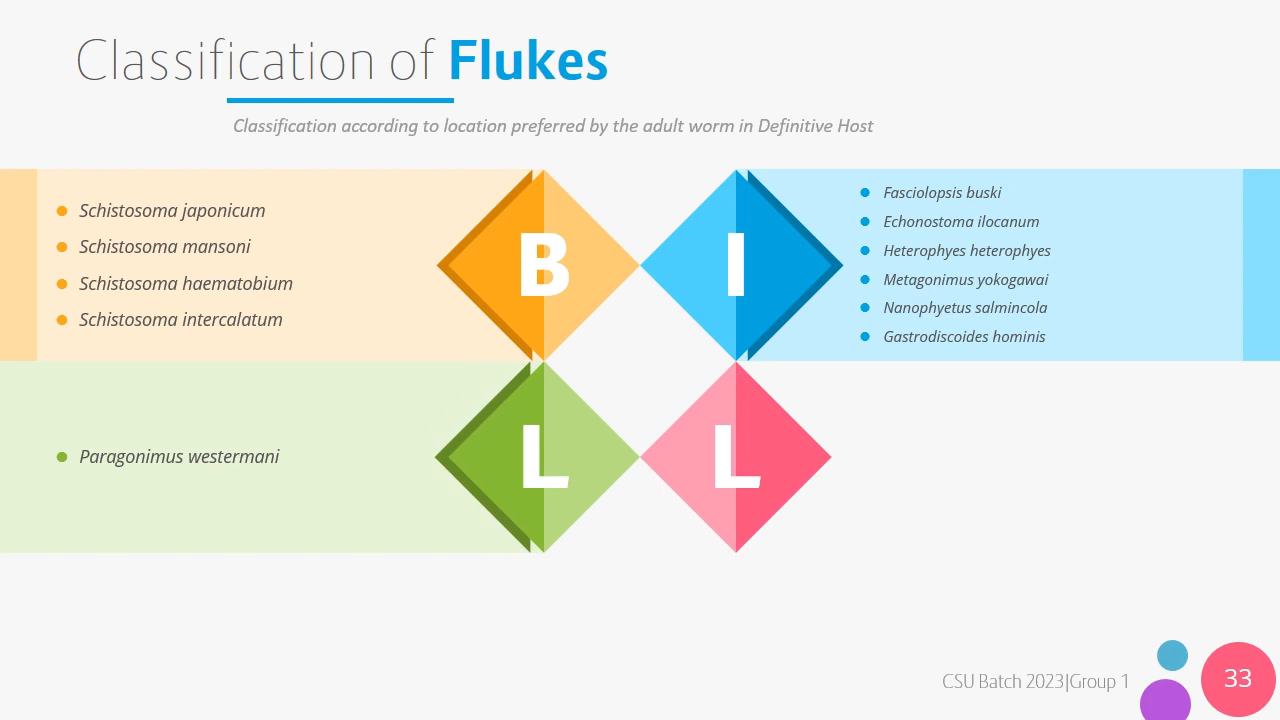 Classification of Flukes
Classification according to location preferred by the adult worm in Definitive Host
Schistosoma japonicum
Schistosoma mansoni
Schistosoma haematobium
Schistosoma intercalatum
B
I
Fasciolopsis buski
Echonostoma ilocanum
Heterophyes heterophyes
Metagonimus yokogawai
Nanophyetus salmincola
Gastrodiscoides hominis
Paragonimus westermani
L
L
CSU Batch 2023|Group 1
33